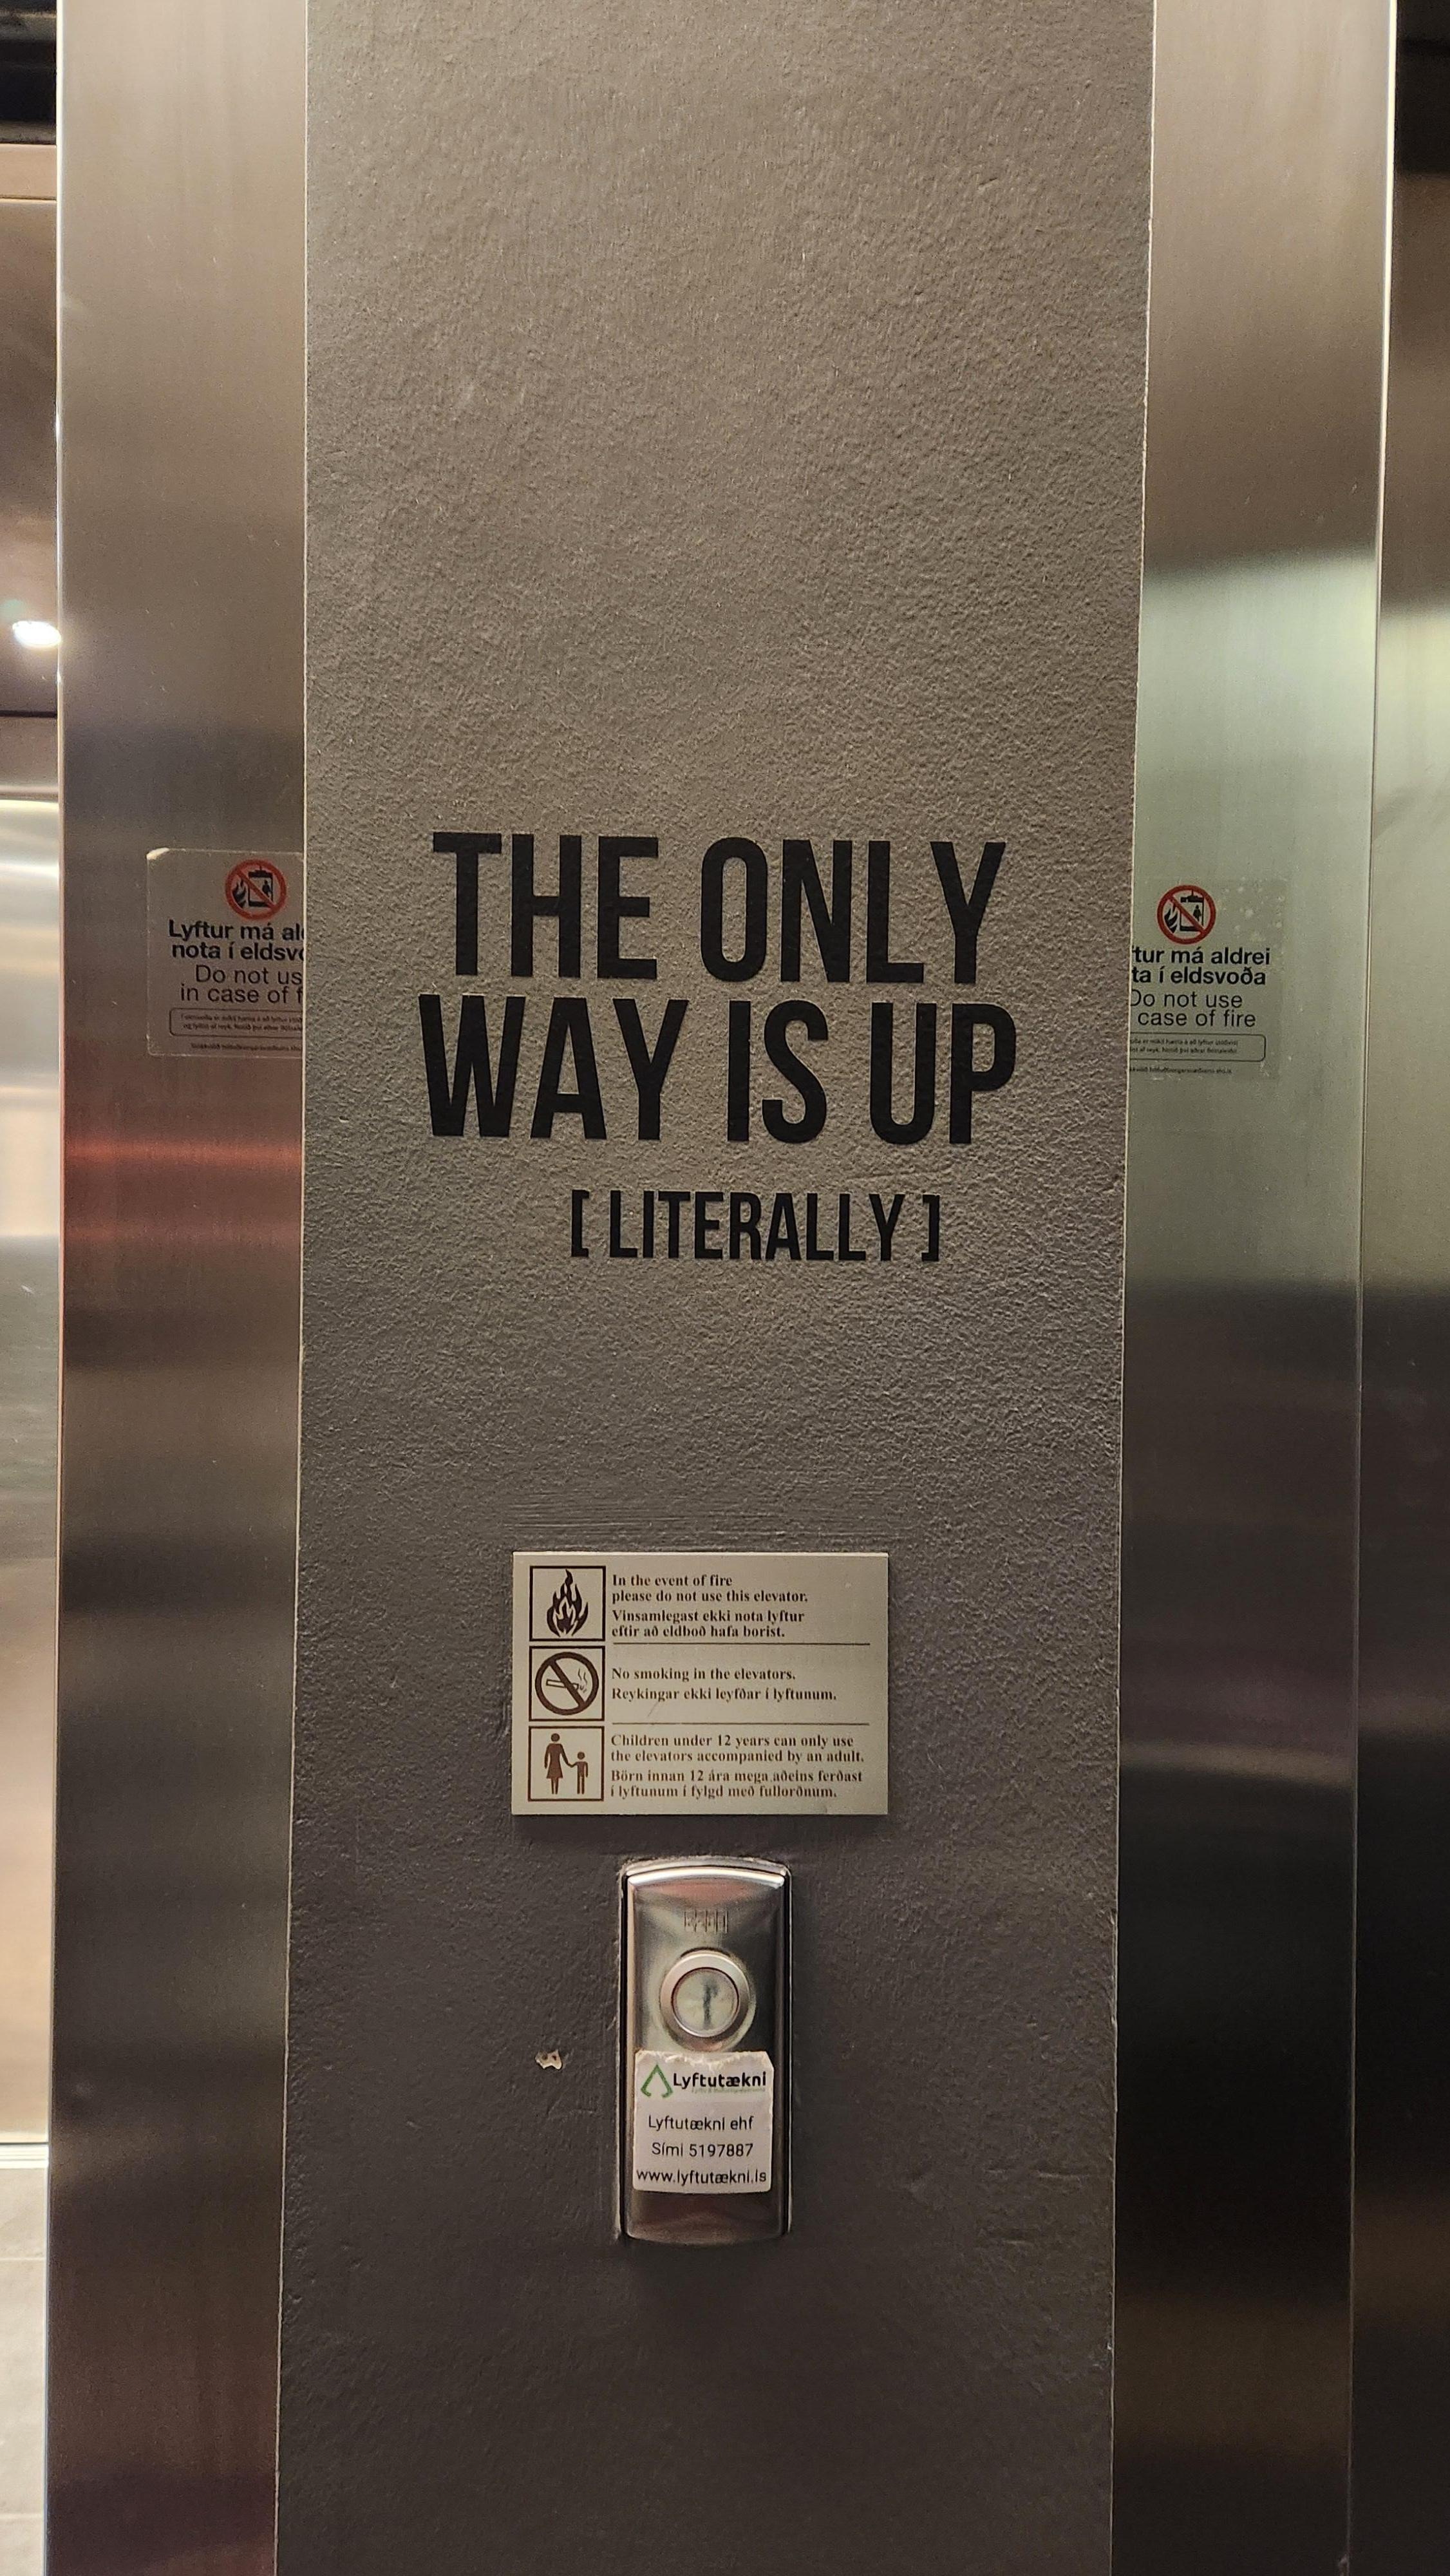 THE ONLY
WAY IS UP
[ LITERALLY ]
Lyftur má al
nota í eldsvo
Do not us
in case of f
tur má aldrei
ta í eldsvoða
Do not use
case of fire
In the event of fire
please do not use this elevator.
Vinsamlegast ekki nota lyftur
eftir að eldboð hafa borist.
No smoking in the elevators.
Reykingar ekki leyfðar í lyftunum.
Children under 12 years can only use
the elevators accompanied by an adult.
Börn innan 12 ára mega aðeins ferðast
í lyftunum í fylgd með fullorðnum.
Lyftutækni
Lyftutækni ehf
Sími 5197887
www.lyftutækni.is